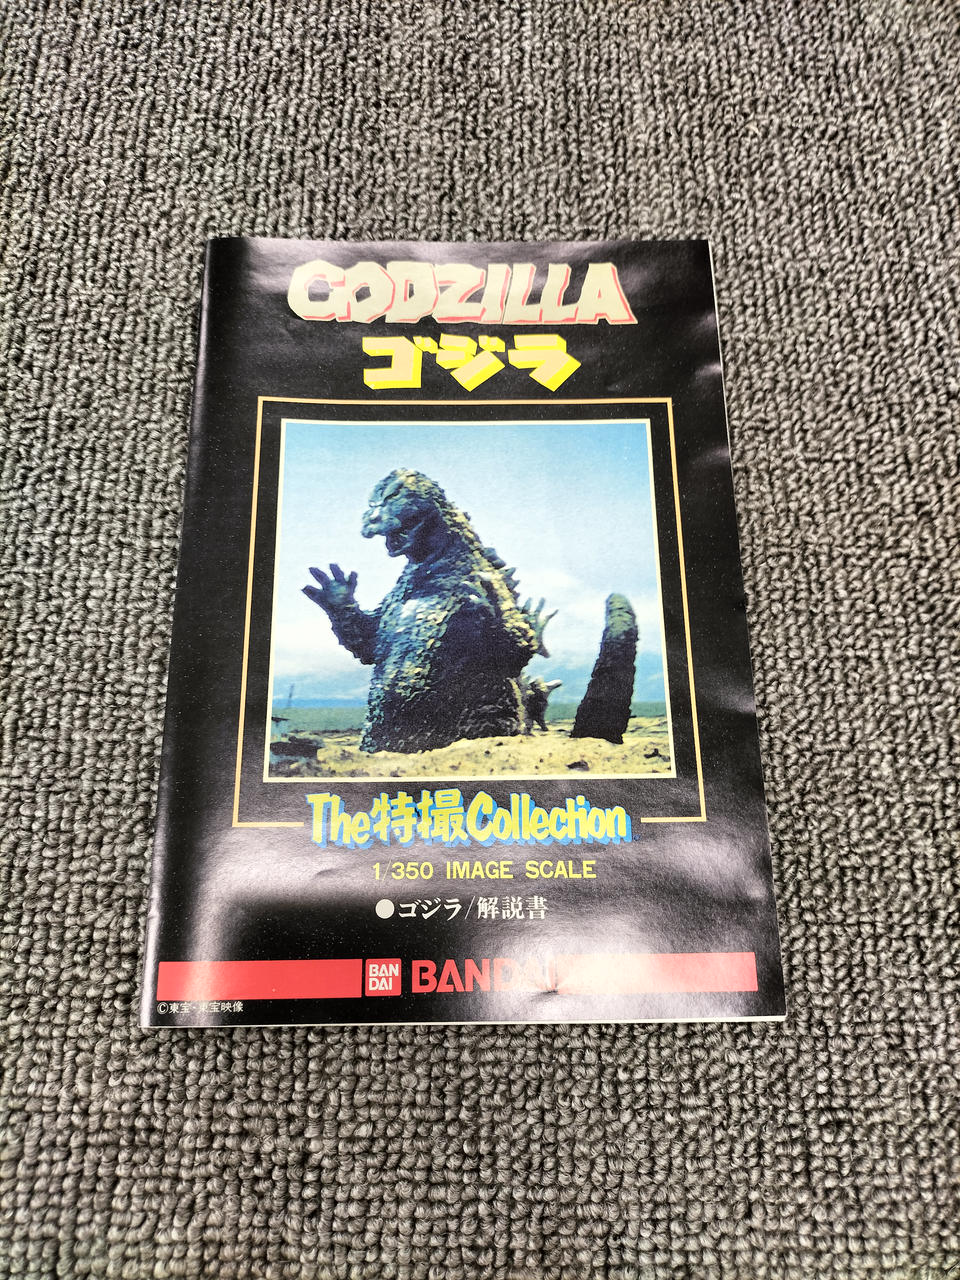 GODZILLA
ゴジラ
The特撮Collection
1/350 IMAGE SCALE
●ゴジラ/解説書
BAN
DAI
BANDAI
©東宝・東宝映像